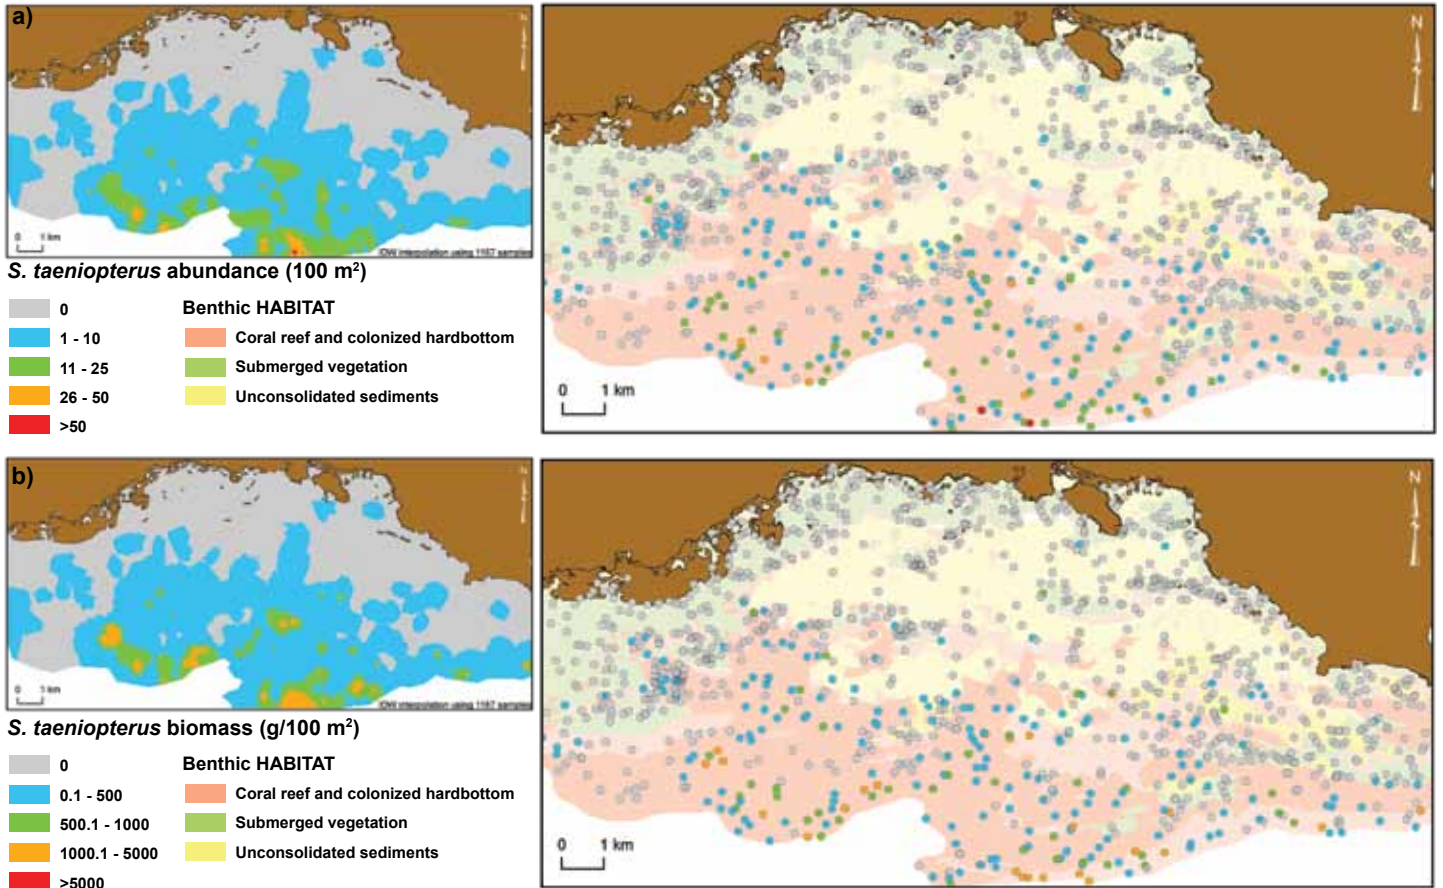 a)
N
0 1 km
IDW interpolation using 1167 samples
N
0 1 km
S. taeniopterus abundance (100 m²)
0
1 - 10
11 - 25
26 - 50
>50
Benthic HABITAT
Coral reef and colonized hardbottom
Submerged vegetation
Unconsolidated sediments
b)
N
0 1 km
IDW interpolation using 1167 samples
N
0 1 km
S. taeniopterus biomass (g/100 m²)
0
0.1 - 500
500.1 - 1000
1000.1 - 5000
>5000
Benthic HABITAT
Coral reef and colonized hardbottom
Submerged vegetation
Unconsolidated sediments